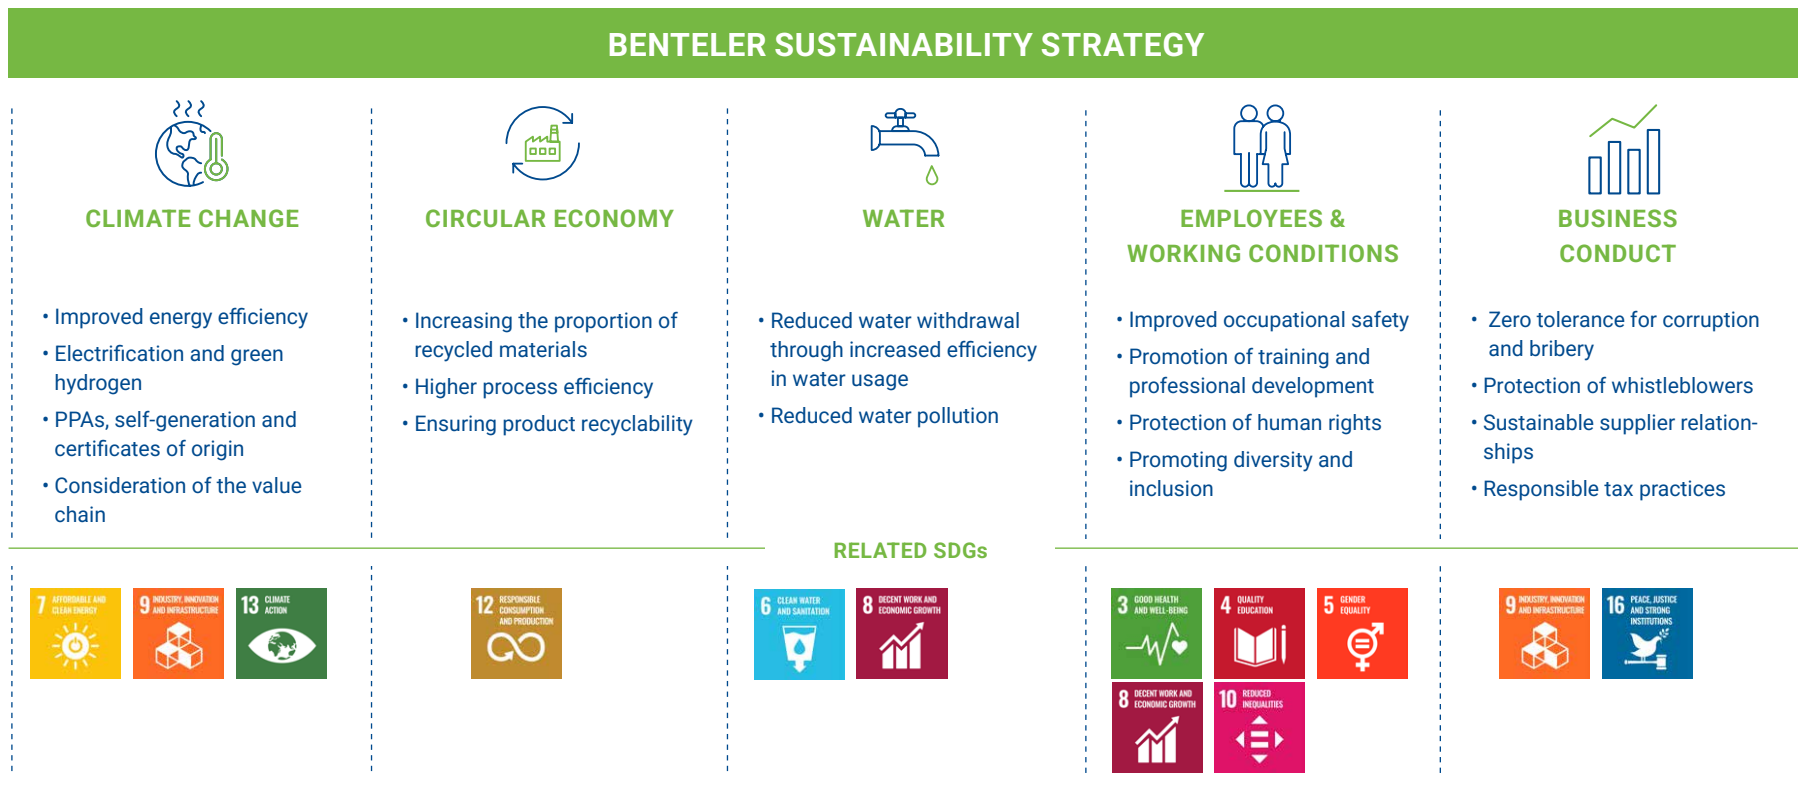 BENTELER SUSTAINABILITY STRATEGY
CLIMATE CHANGE
• Improved energy efficiency
• Electrification and green
hydrogen
• PPAs, self-generation and
certificates of origin
• Consideration of the value
chain
CIRCULAR ECONOMY
• Increasing the proportion of
recycled materials
• Higher process efficiency
• Ensuring product recyclability
WATER
• Reduced water withdrawal
through increased efficiency
in water usage
• Reduced water pollution
EMPLOYEES &
WORKING CONDITIONS
• Improved occupational safety
• Promotion of training and
professional development
• Protection of human rights
• Promoting diversity and
inclusion
BUSINESS
CONDUCT
• Zero tolerance for corruption
and bribery
• Protection of whistleblowers
• Sustainable supplier relation-
ships
• Responsible tax practices
RELATED SDGs
7 AFFORDABLE AND
CLEAN ENERGY
9 INDUSTRY, INNOVATION
AND INFRASTRUCTURE
13 CLIMATE
ACTION
12 RESPONSIBLE
CONSUMPTION
AND PRODUCTION
6 CLEAN WATER
AND SANITATION
8 DECENT WORK AND
ECONOMIC GROWTH
3 GOOD HEALTH
AND WELL-BEING
4 QUALITY
EDUCATION
5 GENDER
EQUALITY
8 DECENT WORK AND
ECONOMIC GROWTH
10 REDUCED
INEQUALITIES
9 INDUSTRY, INNOVATION
AND INFRASTRUCTURE
16 PEACE, JUSTICE
AND STRONG
INSTITUTIONS